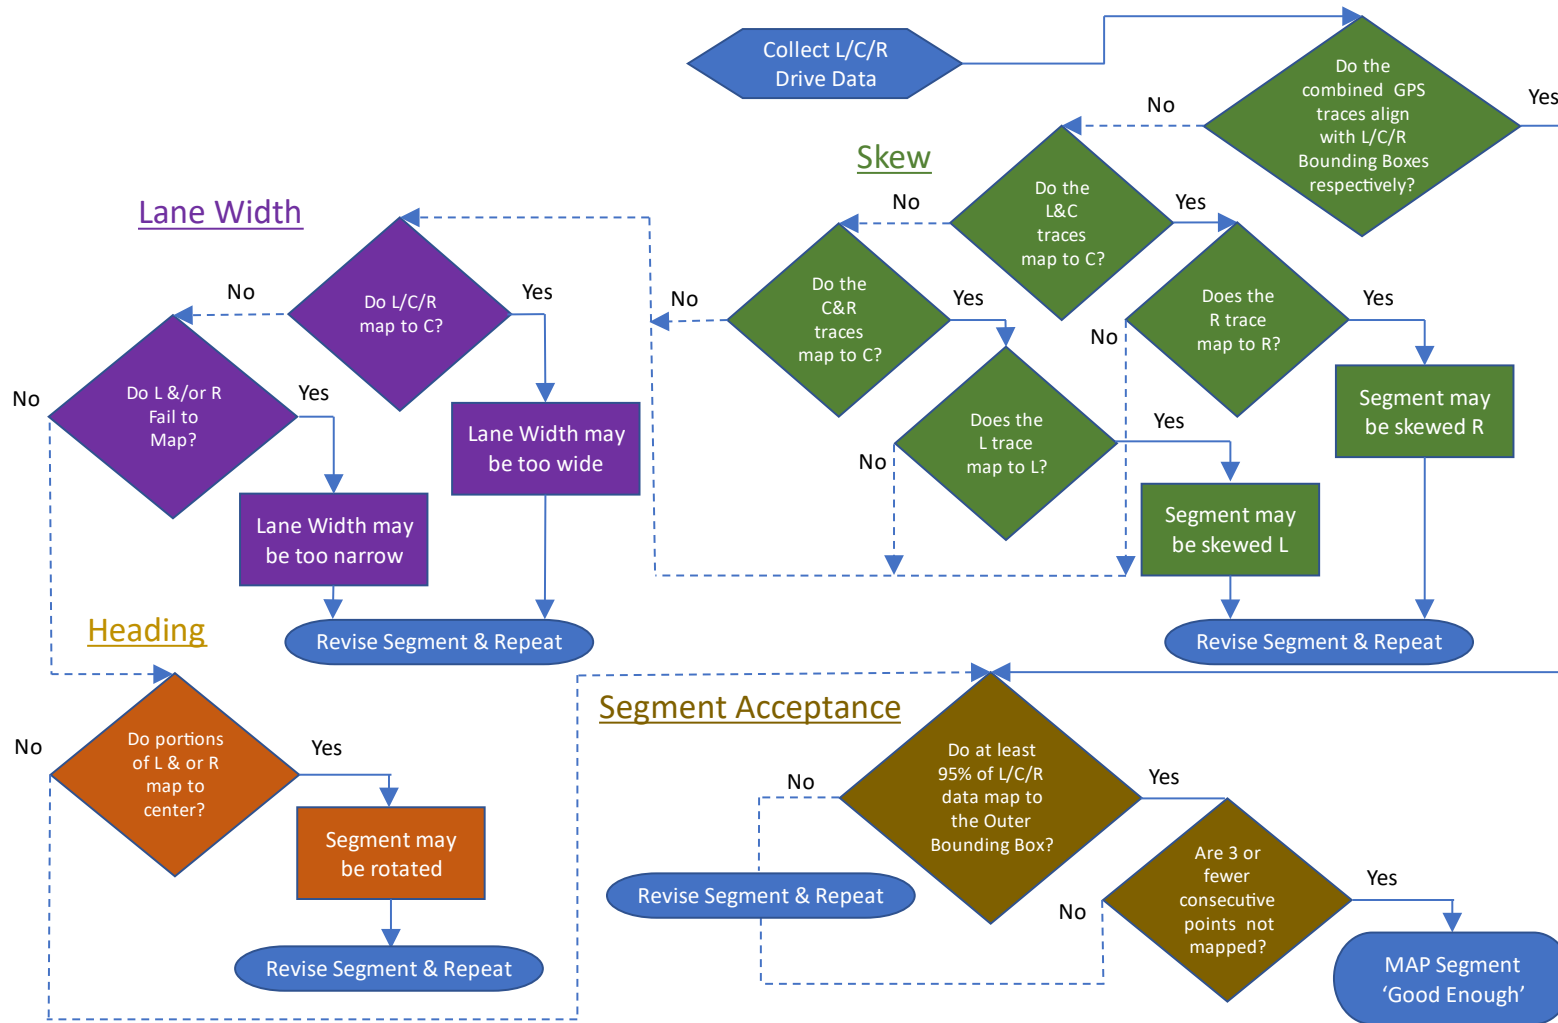 Collect L/C/R
Drive Data
Do the
combined GPS
traces align
with L/C/R
Bounding Boxes
respectively?
Yes
No
Skew
Do the
L&C
traces
map to C?
No
Yes
Lane Width
Do L/C/R
map to C?
No
Yes
Do the
C&R
traces
map to C?
No
Yes
Does the
R trace
map to R?
Yes
No
Do L &/or R
Fail to
Map?
No
Yes
Lane Width may
be too wide
Does the
L trace
map to L?
Yes
No
Segment may
be skewed R
Lane Width may
be too narrow
Segment may
be skewed L
Revise Segment & Repeat
Revise Segment & Repeat
Heading
Segment Acceptance
Do portions
of L & or R
map to
center?
No
Yes
Segment may
be rotated
Revise Segment & Repeat
Do at least
95% of L/C/R
data map to
the Outer
Bounding Box?
No
Yes
Revise Segment & Repeat
Are 3 or
fewer
consecutive
points not
mapped?
No
Yes
MAP Segment
‘Good Enough’